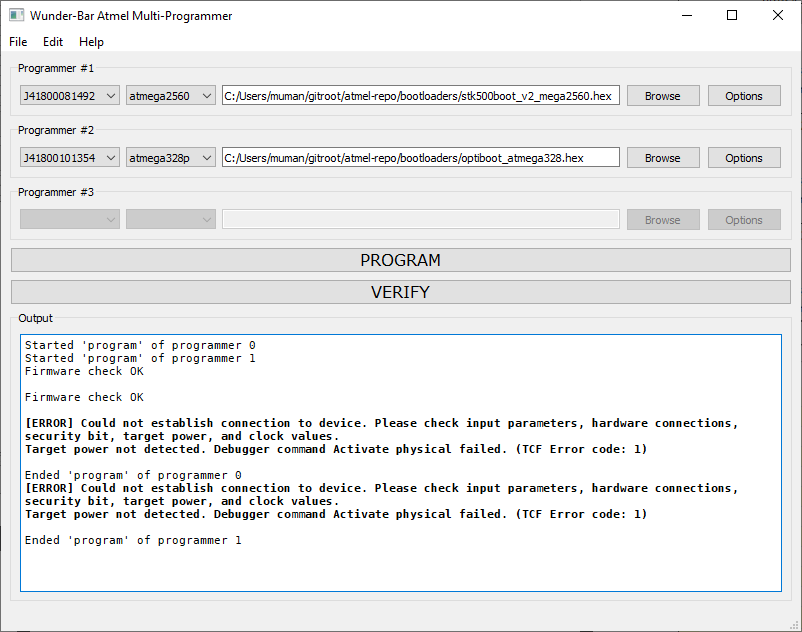 Wunder-Bar Atmel Multi-Programmer
File Edit Help
Programmer #1
J41800081492 atmega2560 C:/Users/muman/gitroot/atmel-repo/bootloaders/stk500boot_v2_mega2560.hex Browse Options
Programmer #2
J41800101354 atmega328p C:/Users/muman/gitroot/atmel-repo/bootloaders/optiboot_atmega328.hex Browse Options
Programmer #3
Browse Options
PROGRAM
VERIFY
Output
Started 'program' of programmer 0
Started 'program' of programmer 1
Firmware check OK
Firmware check OK
[ERROR] Could not establish connection to device. Please check input parameters, hardware connections,
security bit, target power, and clock values.
Target power not detected. Debugger command Activate physical failed. (TCF Error code: 1)
Ended 'program' of programmer 0
[ERROR] Could not establish connection to device. Please check input parameters, hardware connections,
security bit, target power, and clock values.
Target power not detected. Debugger command Activate physical failed. (TCF Error code: 1)
Ended 'program' of programmer 1